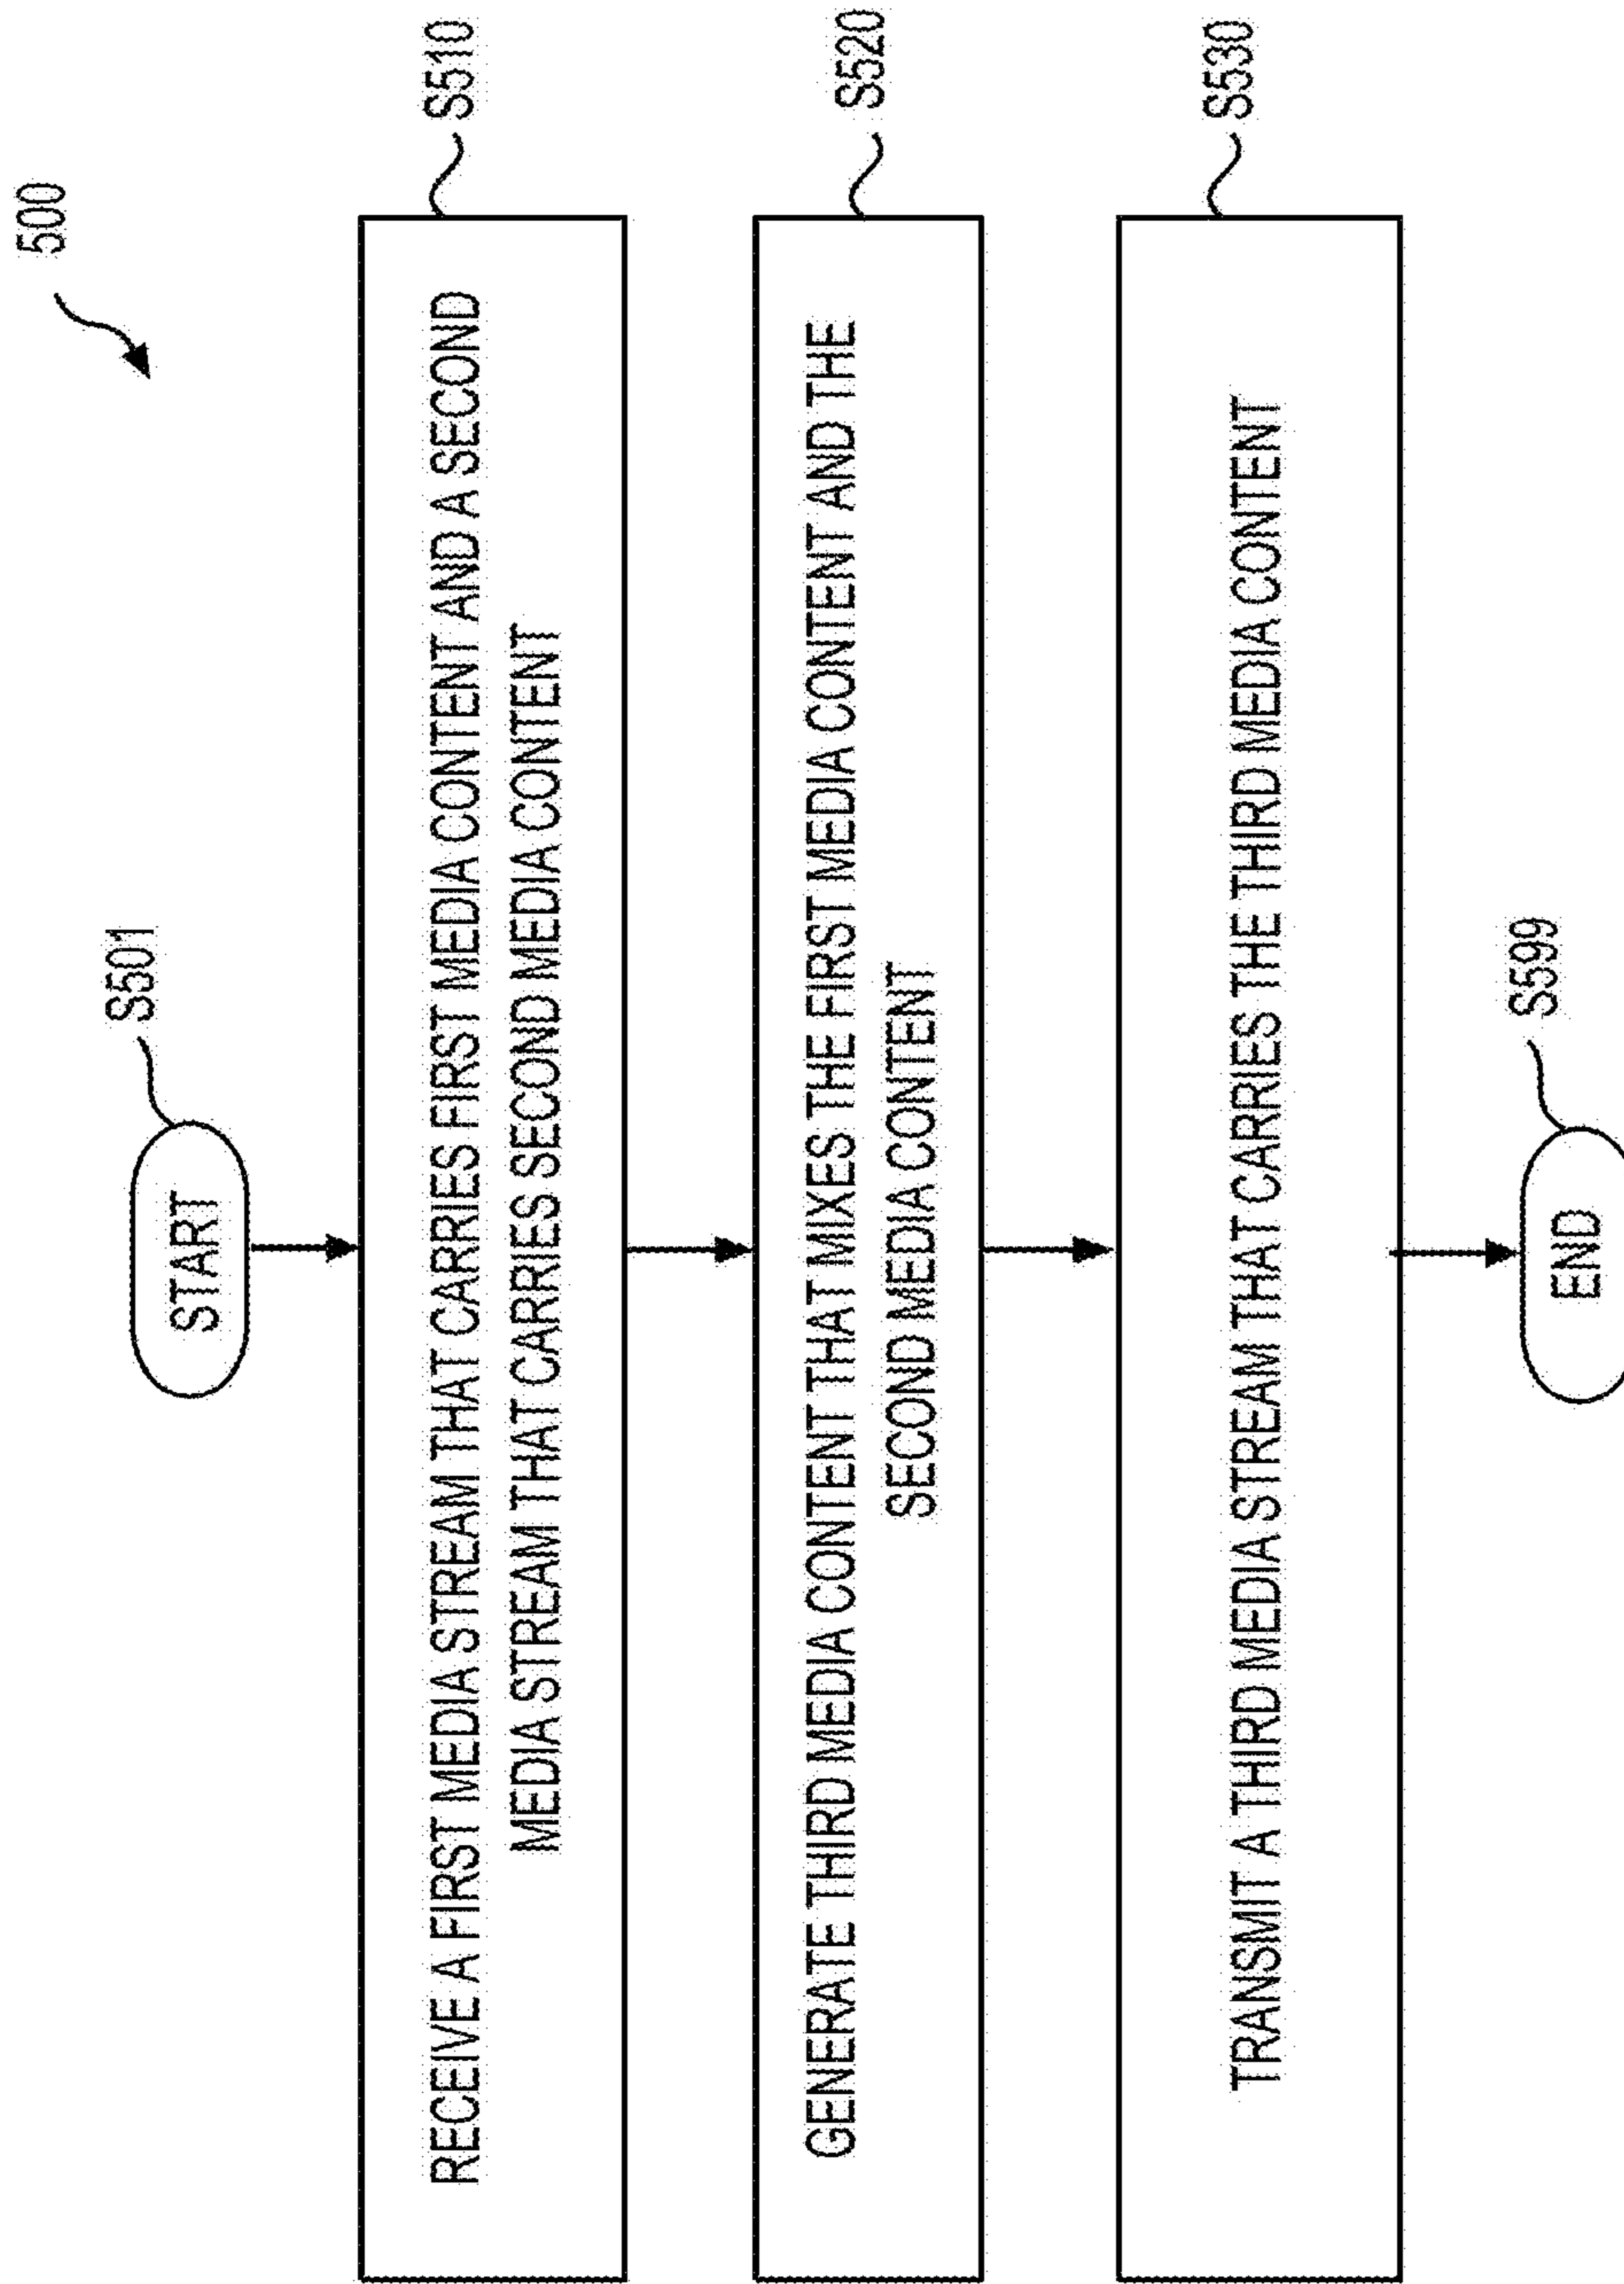 500
S501
START
S510
RECEIVE A FIRST MEDIA STREAM THAT CARRIES FIRST MEDIA CONTENT AND A SECOND
MEDIA STREAM THAT CARRIES SECOND MEDIA CONTENT
S520
GENERATE THIRD MEDIA CONTENT THAT MIXES THE FIRST MEDIA CONTENT AND THE
SECOND MEDIA CONTENT
S530
TRANSMIT A THIRD MEDIA STREAM THAT CARRIES THE THIRD MEDIA CONTENT
S599
END